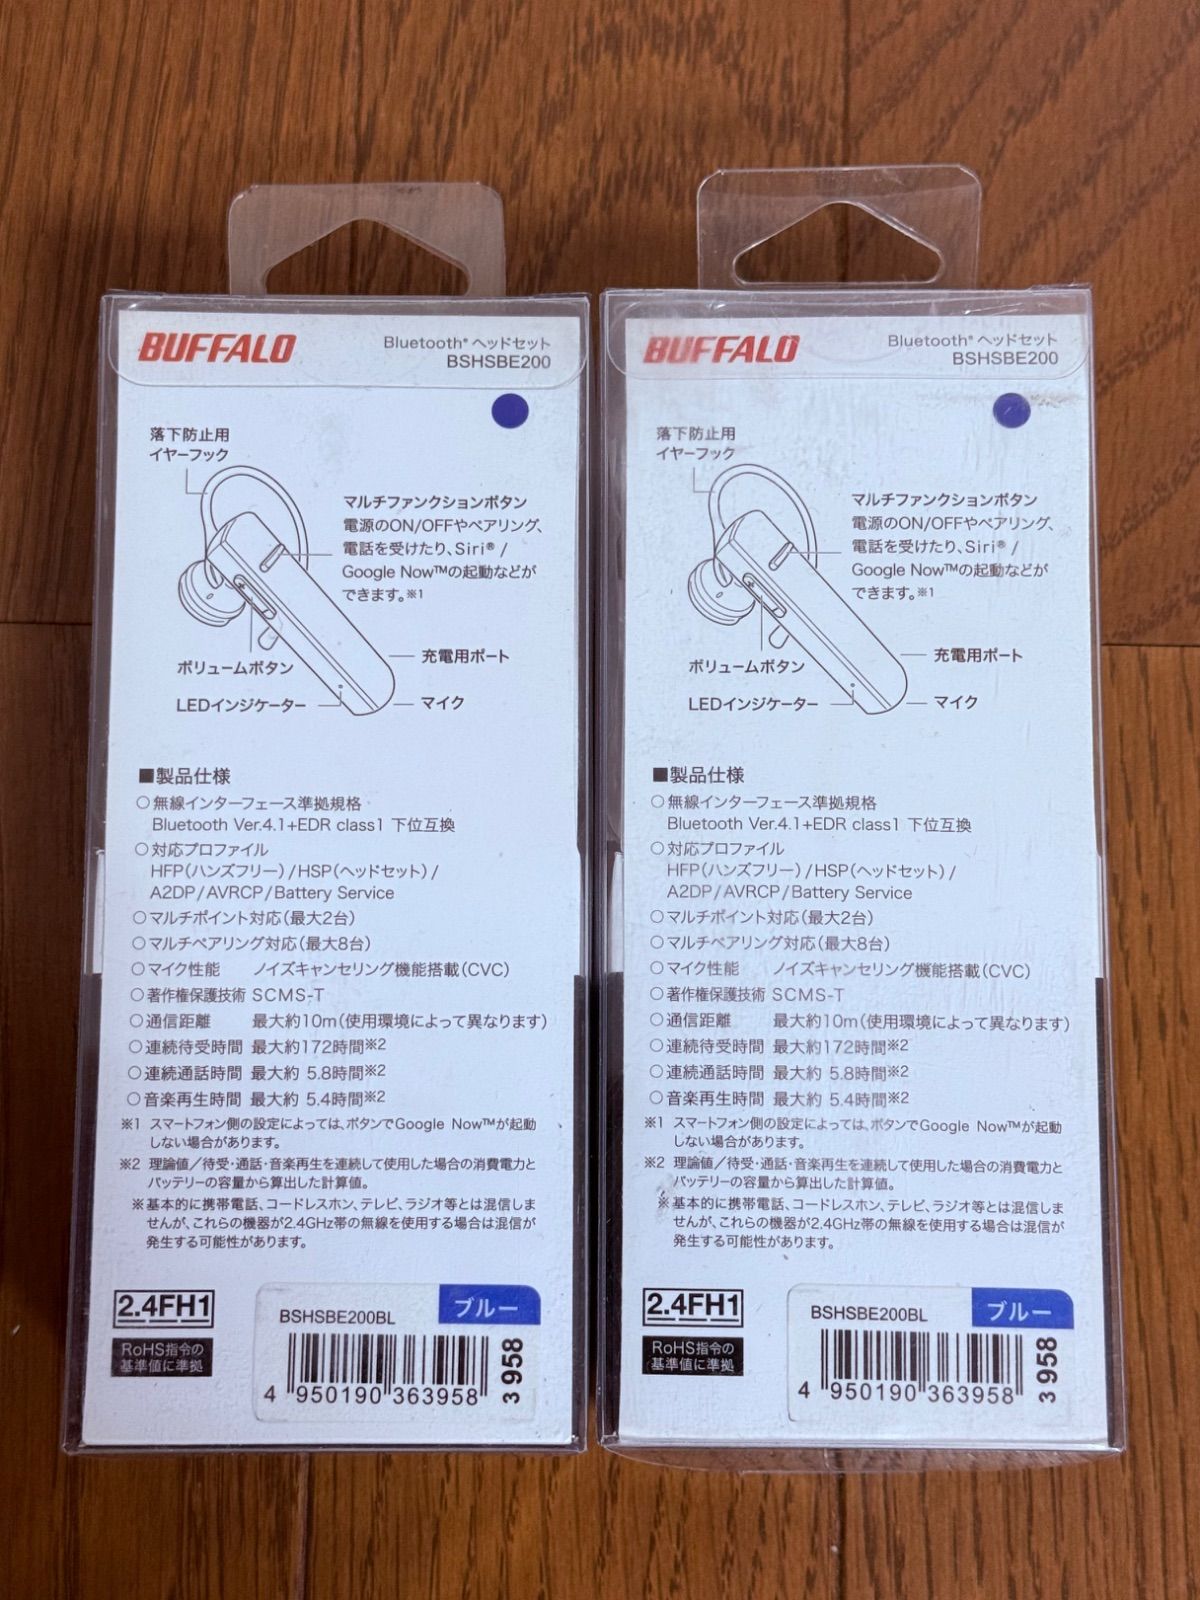 BUFFALO
Bluetooth® ヘッドセット
BSHSBE200
落下防止用
イヤーフック
マルチファンクションボタン
電源のON/OFFやペアリング、
電話を受けたり、Siri® /
Google Now™の起動などが
できます。※1
充電用ポート
ボリュームボタン
LEDインジケーター
マイク
■製品仕様
○無線インターフェース準拠規格
Bluetooth Ver.4.1+EDR class1 下位互換
○対応プロファイル
HFP(ハンズフリー)/HSP(ヘッドセット)/
A2DP/AVRCP/Battery Service
○マルチポイント対応(最大2台)
○マルチペアリング対応(最大8台)
○マイク性能 ノイズキャンセリング機能搭載(CVC)
○著作権保護技術 SCMS-T
○通信距離 最大約10m(使用環境によって異なります)
○連続待受時間 最大約172時間※2
○連続通話時間 最大約 5.8時間※2
○音楽再生時間 最大約 5.4時間※2
※1 スマートフォン側の設定によっては、ボタンでGoogle Now™が起動
しない場合があります。
※2 理論値/待受・通話・音楽再生を連続して使用した場合の消費電力と
バッテリーの容量から算出した計算値。
※基本的に携帯電話、コードレスホン、テレビ、ラジオ等とは混信しま
せんが、これらの機器が2.4GHz帯の無線を使用する場合は混信が
発生する可能性があります。
2.4FH1
RoHS指令の
基準値に準拠
BSHSBE200BL
ブルー
4 950190 363958
3 958
BUFFALO
Bluetooth® ヘッドセット
BSHSBE200
落下防止用
イヤーフック
マルチファンクションボタン
電源のON/OFFやペアリング、
電話を受けたり、Siri® /
Google Now™の起動などが
できます。※1
充電用ポート
ボリュームボタン
LEDインジケーター
マイク
■製品仕様
○無線インターフェース準拠規格
Bluetooth Ver.4.1+EDR class1 下位互換
○対応プロファイル
HFP(ハンズフリー)/HSP(ヘッドセット)/
A2DP/AVRCP/Battery Service
○マルチポイント対応(最大2台)
○マルチペアリング対応(最大8台)
○マイク性能 ノイズキャンセリング機能搭載(CVC)
○著作権保護技術 SCMS-T
○通信距離 最大約10m(使用環境によって異なります)
○連続待受時間 最大約172時間※2
○連続通話時間 最大約 5.8時間※2
○音楽再生時間 最大約 5.4時間※2
※1 スマートフォン側の設定によっては、ボタンでGoogle Now™が起動
しない場合があります。
※2 理論値/待受・通話・音楽再生を連続して使用した場合の消費電力と
バッテリーの容量から算出した計算値。
※基本的に携帯電話、コードレスホン、テレビ、ラジオ等とは混信しま
せんが、これらの機器が2.4GHz帯の無線を使用する場合は混信が
発生する可能性があります。
2.4FH1
RoHS指令の
基準値に準拠
BSHSBE200BL
ブルー
4 950190 363958
3 958